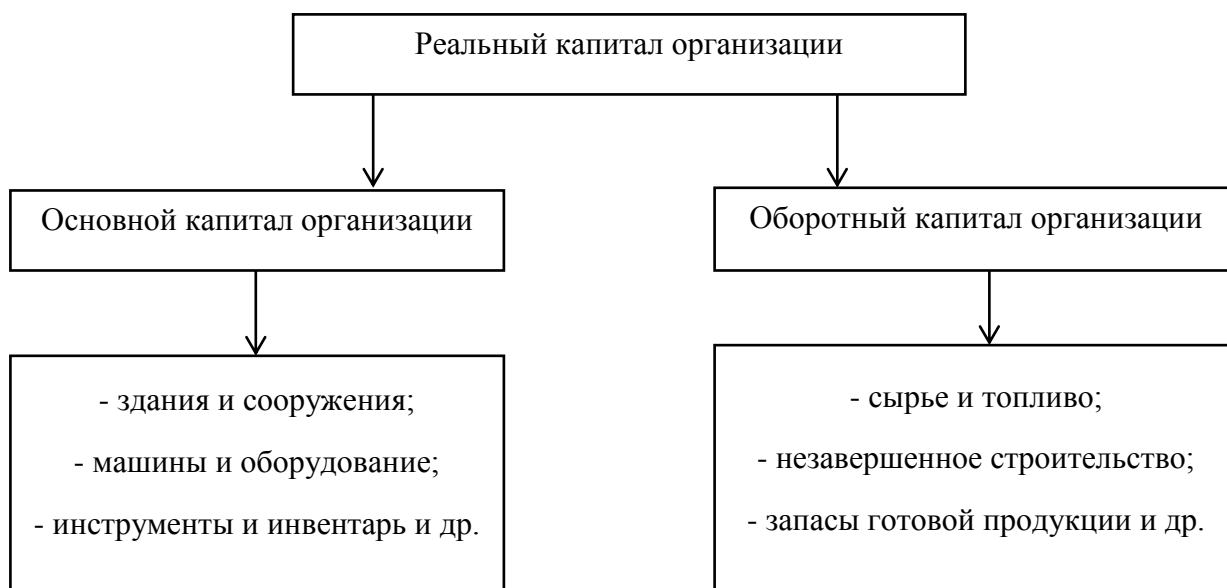 Реальный капитал организации
Основной капитал организации
Оборотный капитал организации
- здания и сооружения;
- машины и оборудование;
- инструменты и инвентарь и др.
- сырье и топливо;
- незавершенное строительство;
- запасы готовой продукции и др.